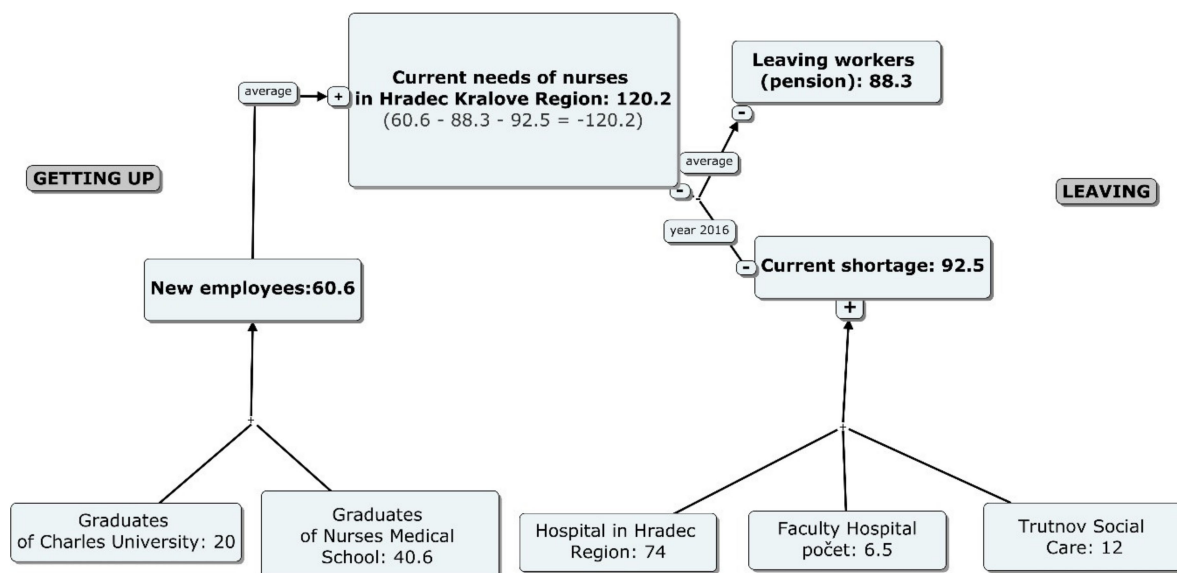 Current needs of nurses
in Hradec Kralove Region: 120.2
(60.6 - 88.3 - 92.5 = -120.2)
Leaving workers
(pension): 88.3
average
+
-
average
-
GETTING UP
LEAVING
year 2016
-
Current shortage: 92.5
New employees:60.6
+
+
+
Graduates
of Charles University: 20
Graduates
of Nurses Medical
School: 40.6
Hospital in Hradec
Region: 74
Faculty Hospital
počet: 6.5
Trutnov Social
Care: 12